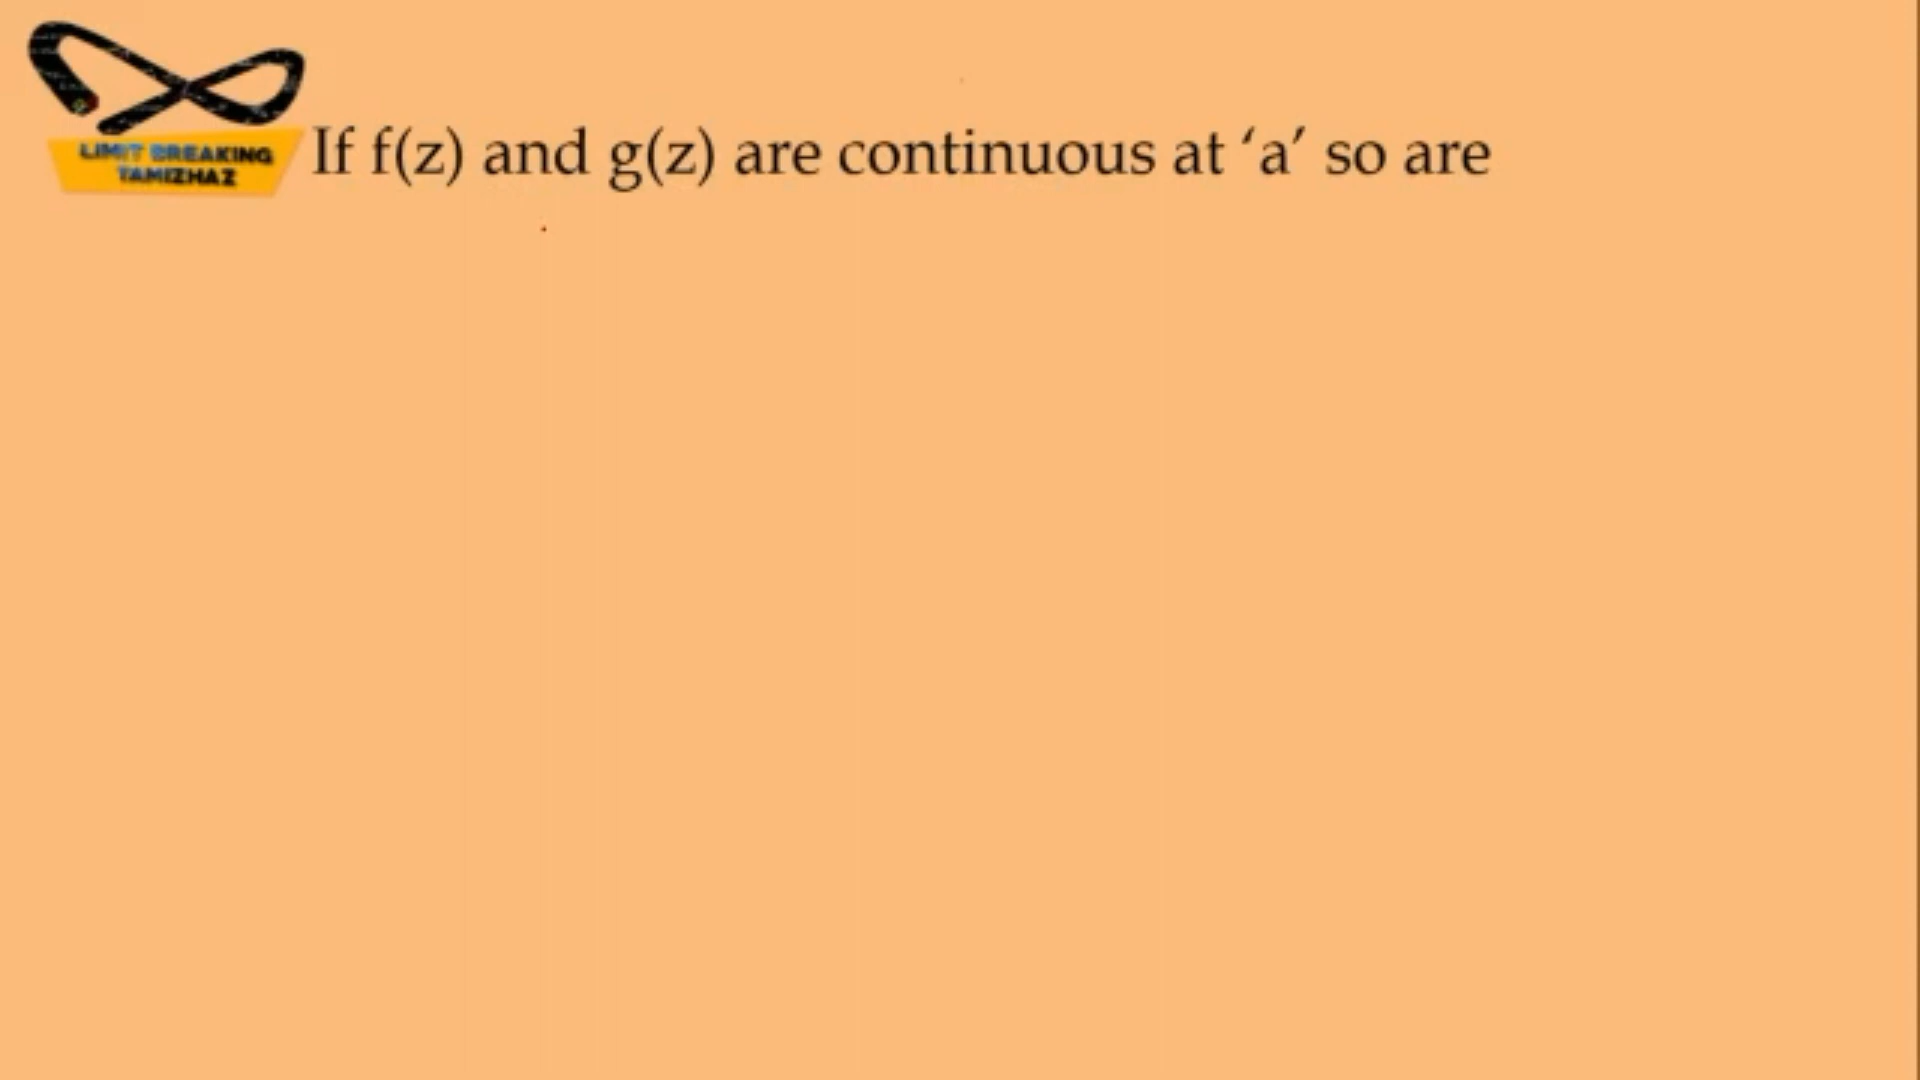 LIMIT BREAKING
TAMIZHAZ
If f(z) and g(z) are continuous at ‘a’ so are